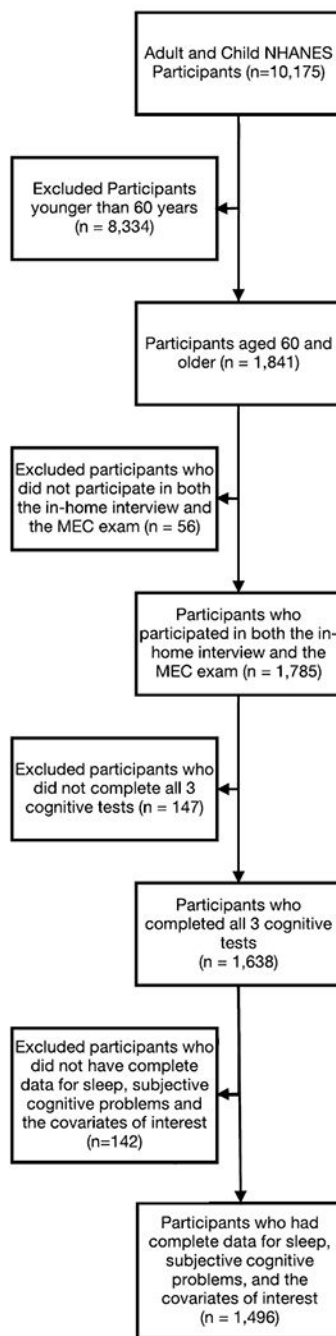 Adult and Child NHANES
Participants (n=10,175)
Excluded Participants
younger than 60 years
(n = 8,334)
Participants aged 60 and
older (n = 1,841)
Excluded participants who
did not participate in both
the in-home interview and
the MEC exam (n = 56)
Participants who
participated in both the in-
home interview and the
MEC exam (n = 1,785)
Excluded participants who
did not complete all 3
cognitive tests (n = 147)
Participants who
completed all 3 cognitive
tests
(n = 1,638)
Excluded participants who
did not have complete
data for sleep, subjective
cognitive problems and
the covariates of interest
(n=142)
Participants who had
complete data for sleep,
subjective cognitive
problems, and the
covariates of interest
(n = 1,496)